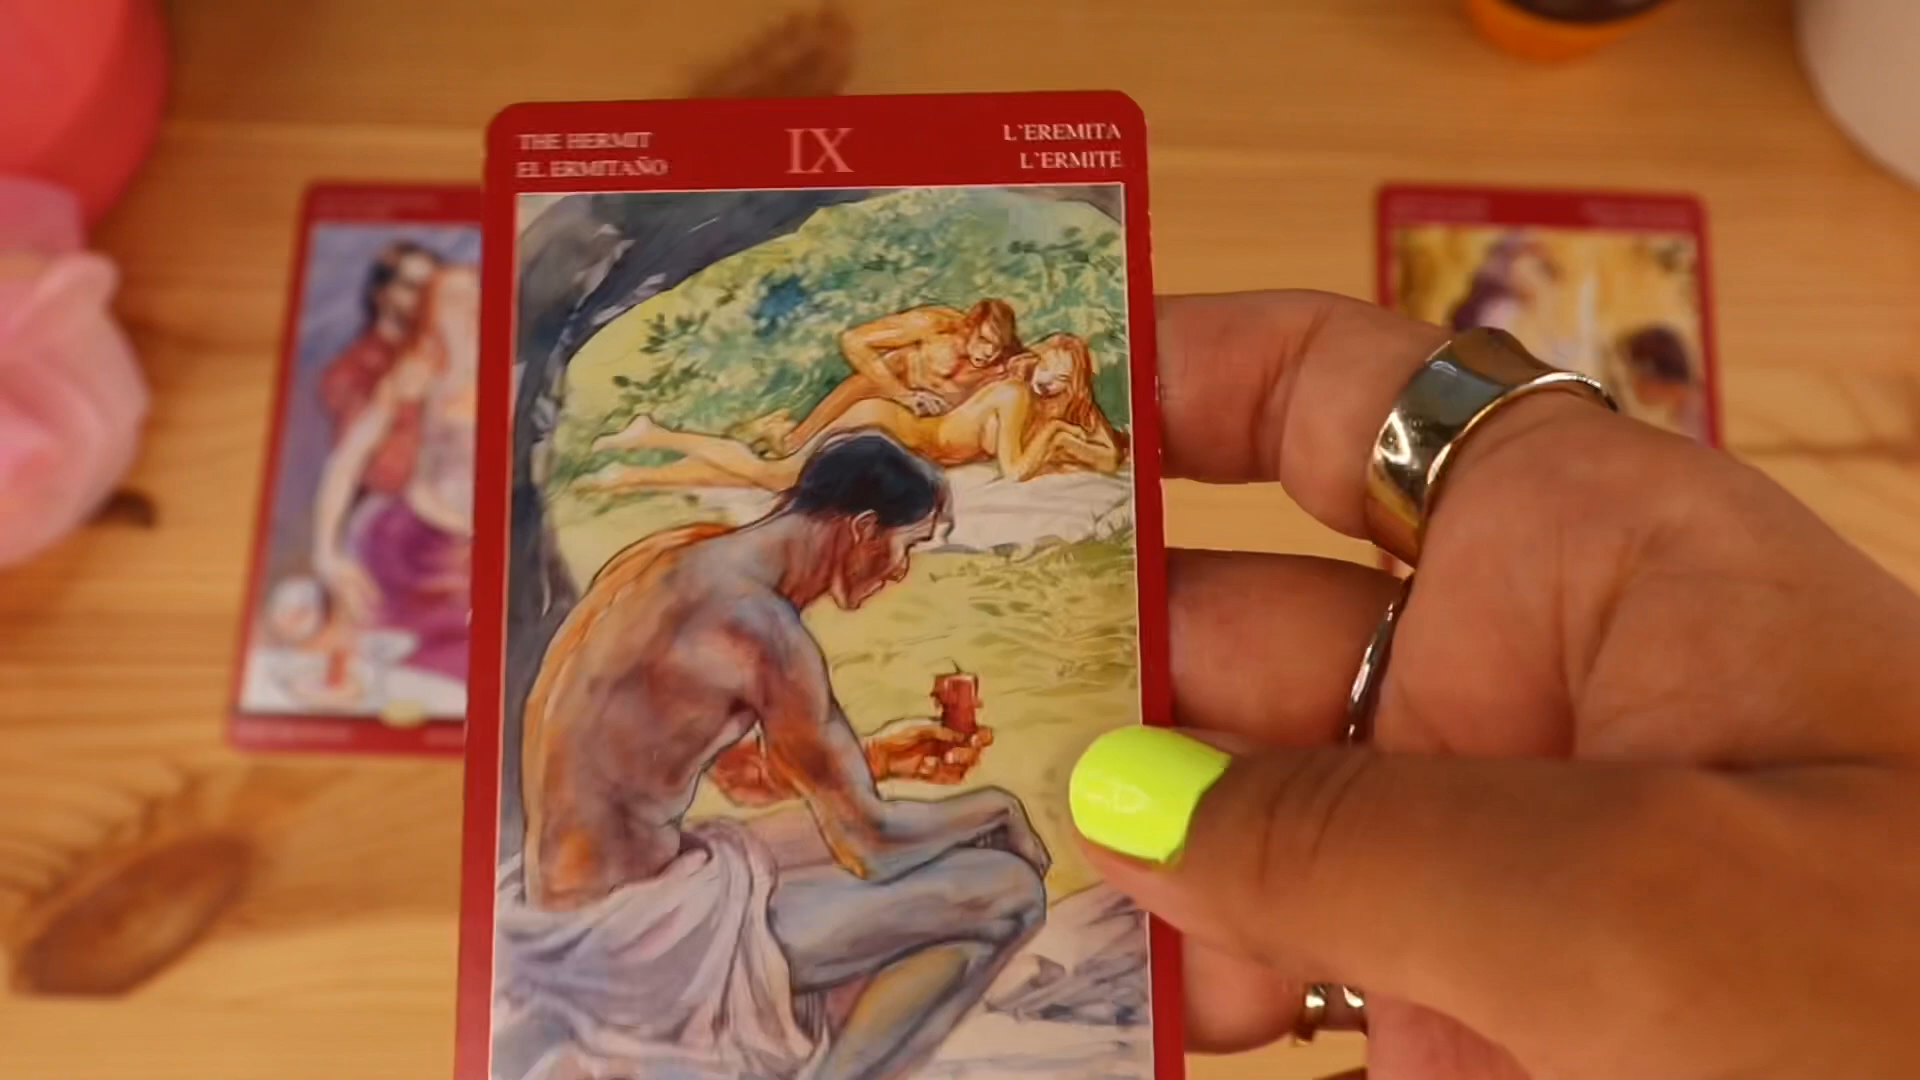 THE HERMIT
EL ERMITAÑO
IX
L'EREMITA
L'ERMITE